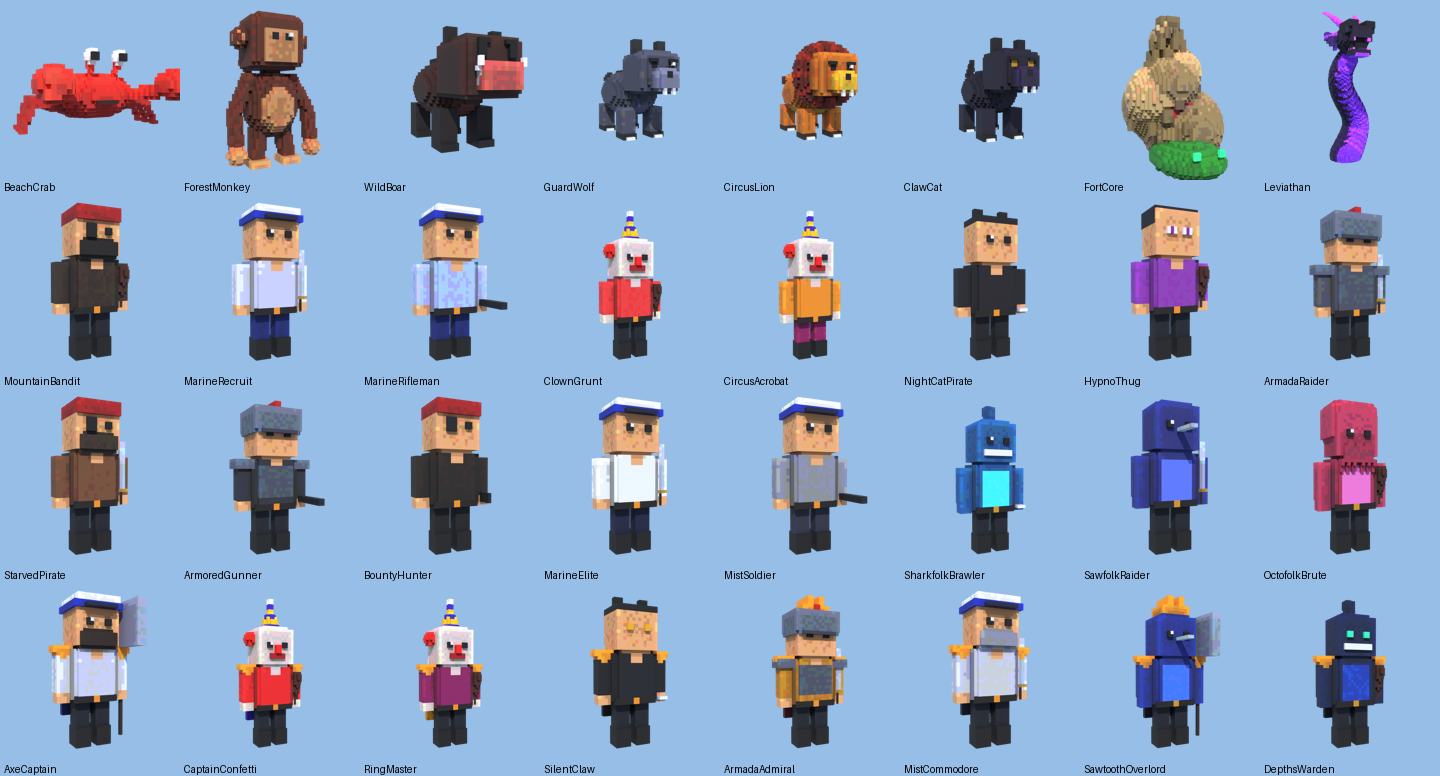 BeachCrab ForestMonkey WildBoar GuardWolf CircusLion ClawCat FortCore Leviathan
MountainBandit MarineRecruit MarineRifleman ClownGrunt CircusAcrobat NightCatPirate HypnoThug ArmadaRaider
StarvedPirate ArmoredGunner BountyHunter MarineElite MistSoldier SharkfolkBrawler SawfolkRaider OctofolkBrute
AxeCaptain CaptainConfetti RingMaster SilentClaw ArmadaAdmiral MistCommodore SawtoothOverlord DepthsWarden